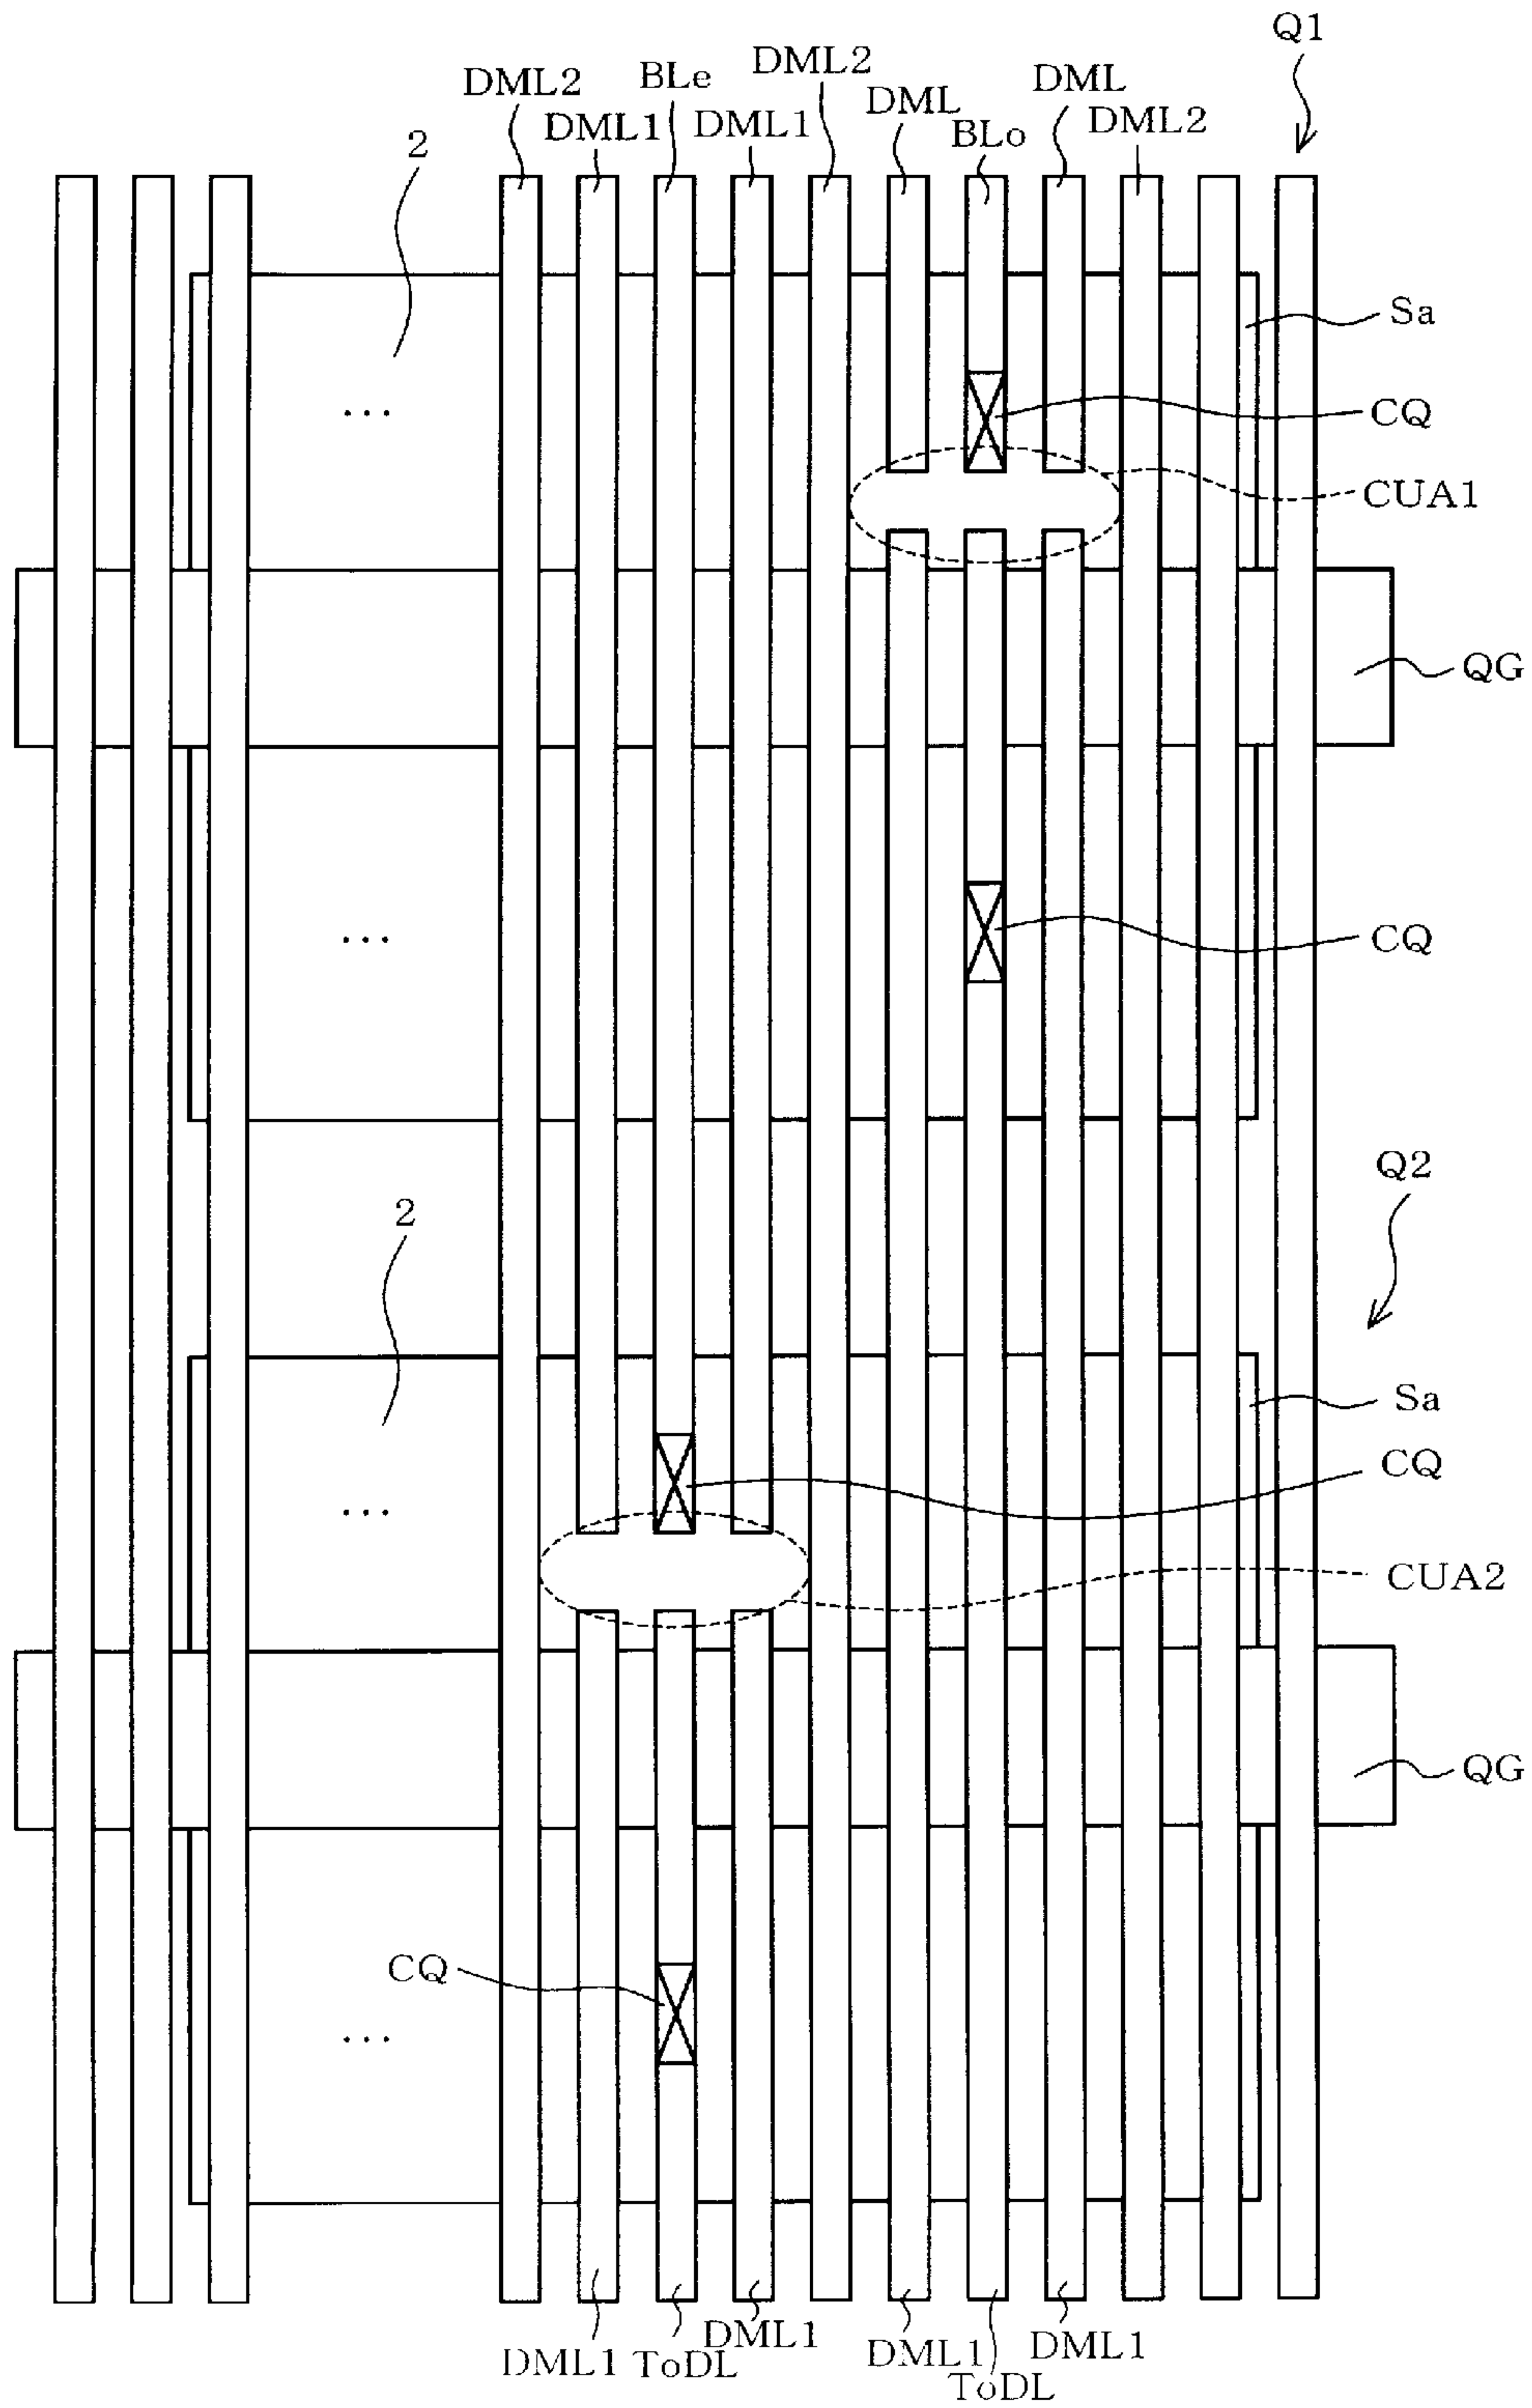 Q1
DML2
BLe
DML2
DML
DML1
DML1
DML
BLo
DML2
2
Sa
...
CQ
CUA1
QG
...
CQ
Q2
2
Sa
CQ
...
CUA2
QG
CQ
...
DML1
ToDL
DML1
DML1
ToDL
DML1